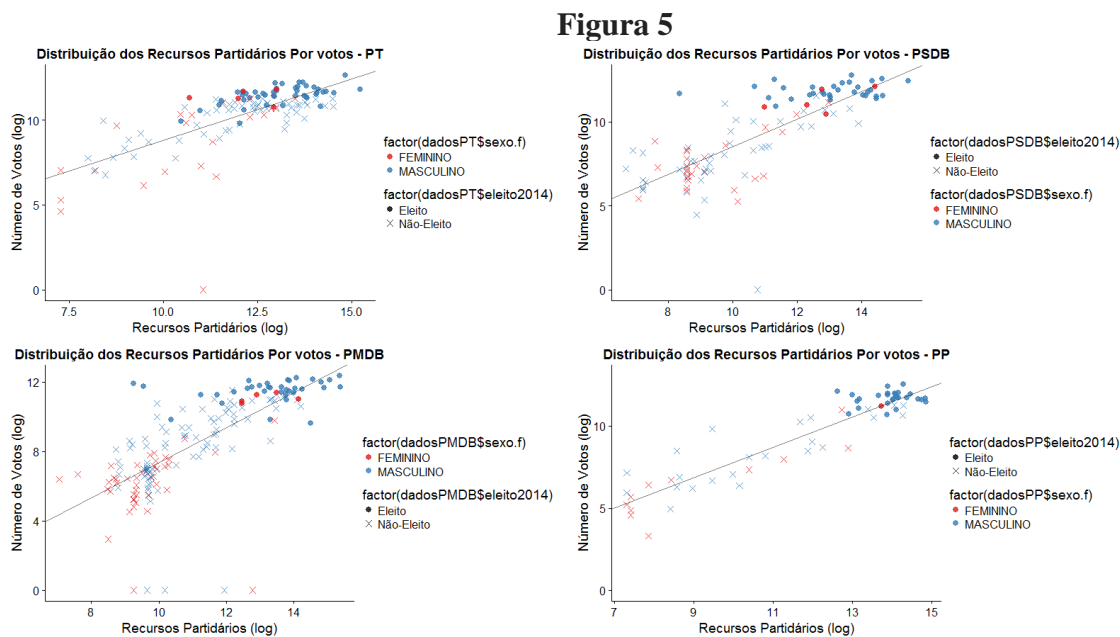 Figura 5
Distribuição dos Recursos Partidários Por votos - PT
Número de Votos (log)
10
5
0
7.5 10.0 12.5 15.0
Recursos Partidários (log)
factor(dadosPT$sexo.f)
FEMININO
MASCULINO
factor(dadosPT$eleito2014)
Eleito
Não-Eleito
Distribuição dos Recursos Partidários Por votos - PSDB
Número de Votos (log)
10
5
0
8 10 12 14
Recursos Partidários (log)
factor(dadosPSDB$eleito2014)
Eleito
Não-Eleito
factor(dadosPSDB$sexo.f)
FEMININO
MASCULINO
Distribuição dos Recursos Partidários Por votos - PMDB
Número de Votos (log)
12
8
4
0
8 10 12 14
Recursos Partidários (log)
factor(dadosPMDB$sexo.f)
FEMININO
MASCULINO
factor(dadosPMDB$eleito2014)
Eleito
Não-Eleito
Distribuição dos Recursos Partidários Por votos - PP
Número de Votos (log)
10
5
0
7 9 11 13 15
Recursos Partidários (log)
factor(dadosPP$eleito2014)
Eleito
Não-Eleito
factor(dadosPP$sexo.f)
FEMININO
MASCULINO